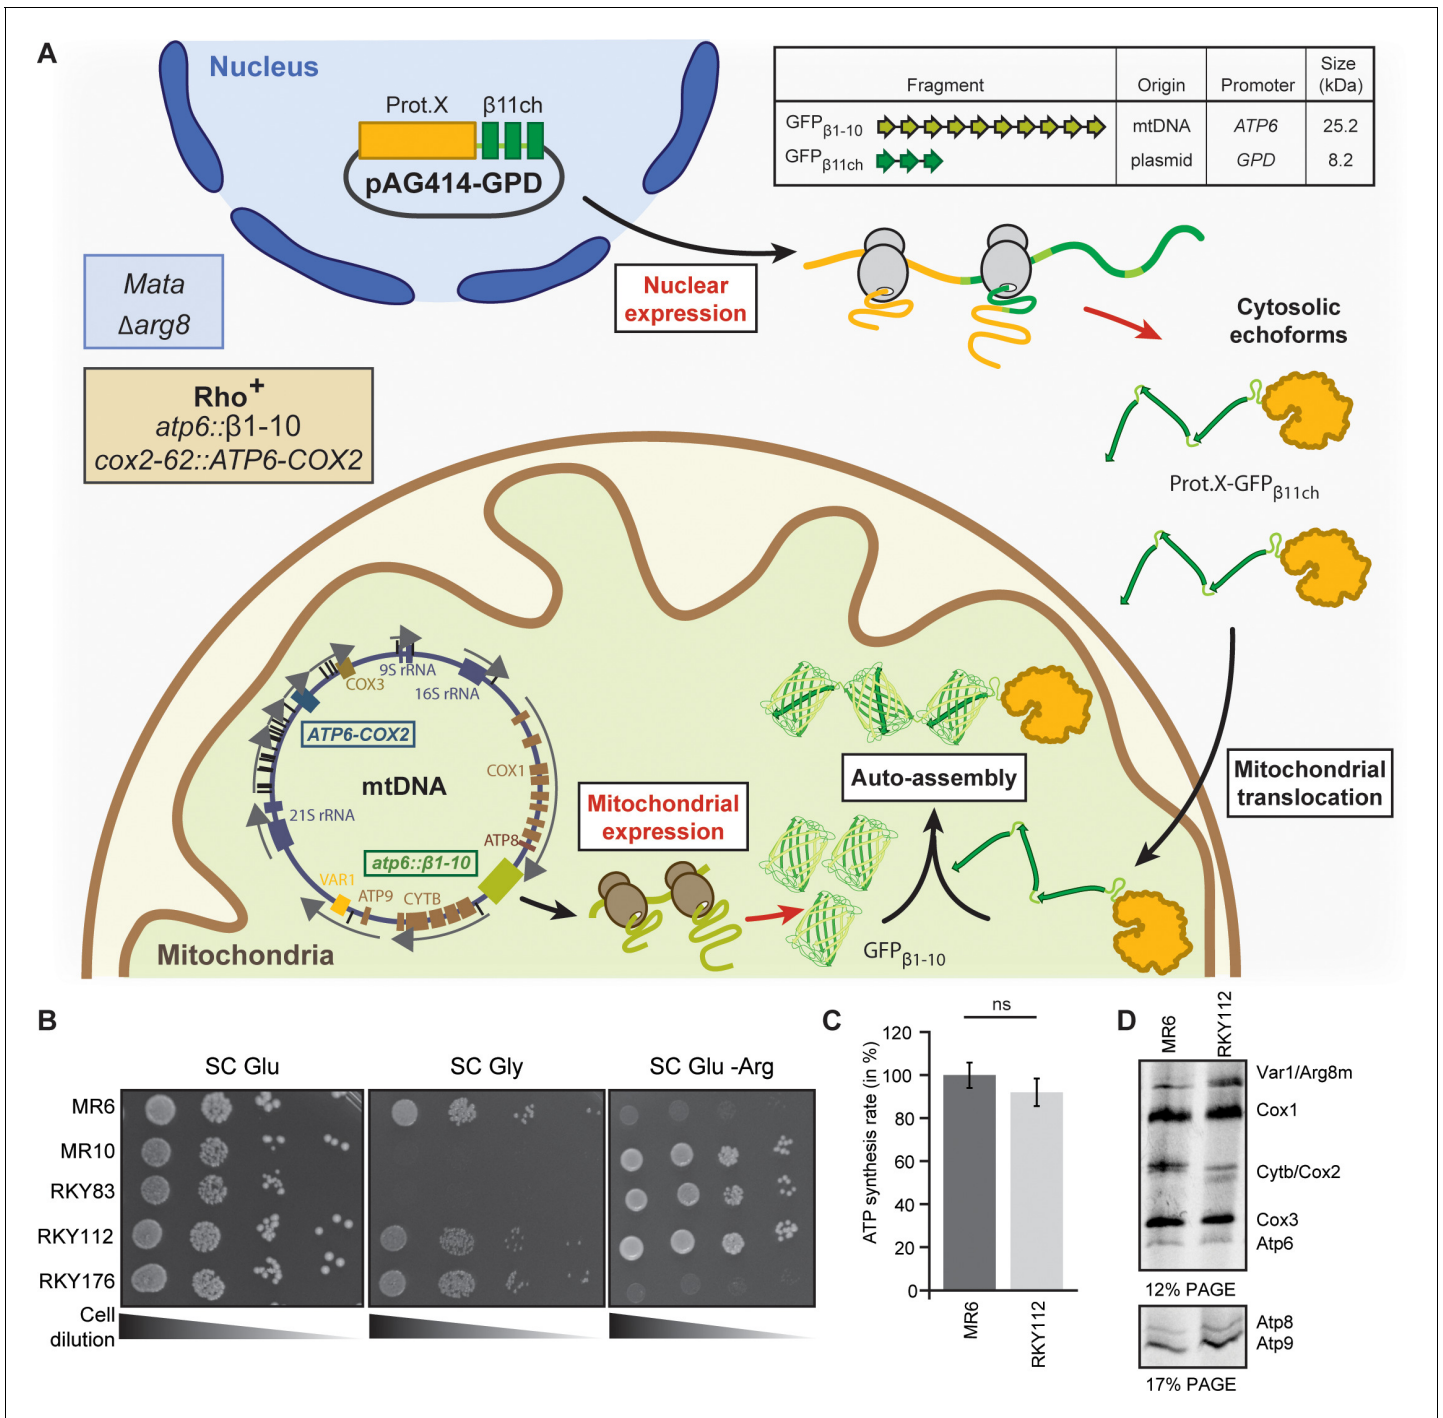 A
Nucleus
Prot.X β11ch
pAG414-GPD
Fragment Origin Promoter Size (kDa)
GFPβ1-10 mtDNA ATP6 25.2
GFPβ11ch plasmid GPD 8.2
Mata
Δarg8
Nuclear
expression
Cytosolic
echoforms
Rho+
atp6::β1-10
cox2-62::ATP6-COX2
Prot.X-GFPβ11ch
9S rRNA
COX3
16S rRNA
ATP6-COX2
COX1
mtDNA
21S rRNA
ATP8
atp6::β1-10
VAR1
ATP9
CYTB
Mitochondrial
expression
Auto-assembly
Mitochondrial
translocation
GFPβ1-10
Mitochondria
B
SC Glu SC Gly SC Glu -Arg
MR6
MR10
RKY83
RKY112
RKY176
Cell
dilution
C
ns
ATP synthesis rate (in %)
120
100
80
60
40
20
0
MR6
RKY112
D
MR6
RKY112
Var1/Arg8m
Cox1
Cytb/Cox2
Cox3
Atp6
12% PAGE
Atp8
Atp9
17% PAGE